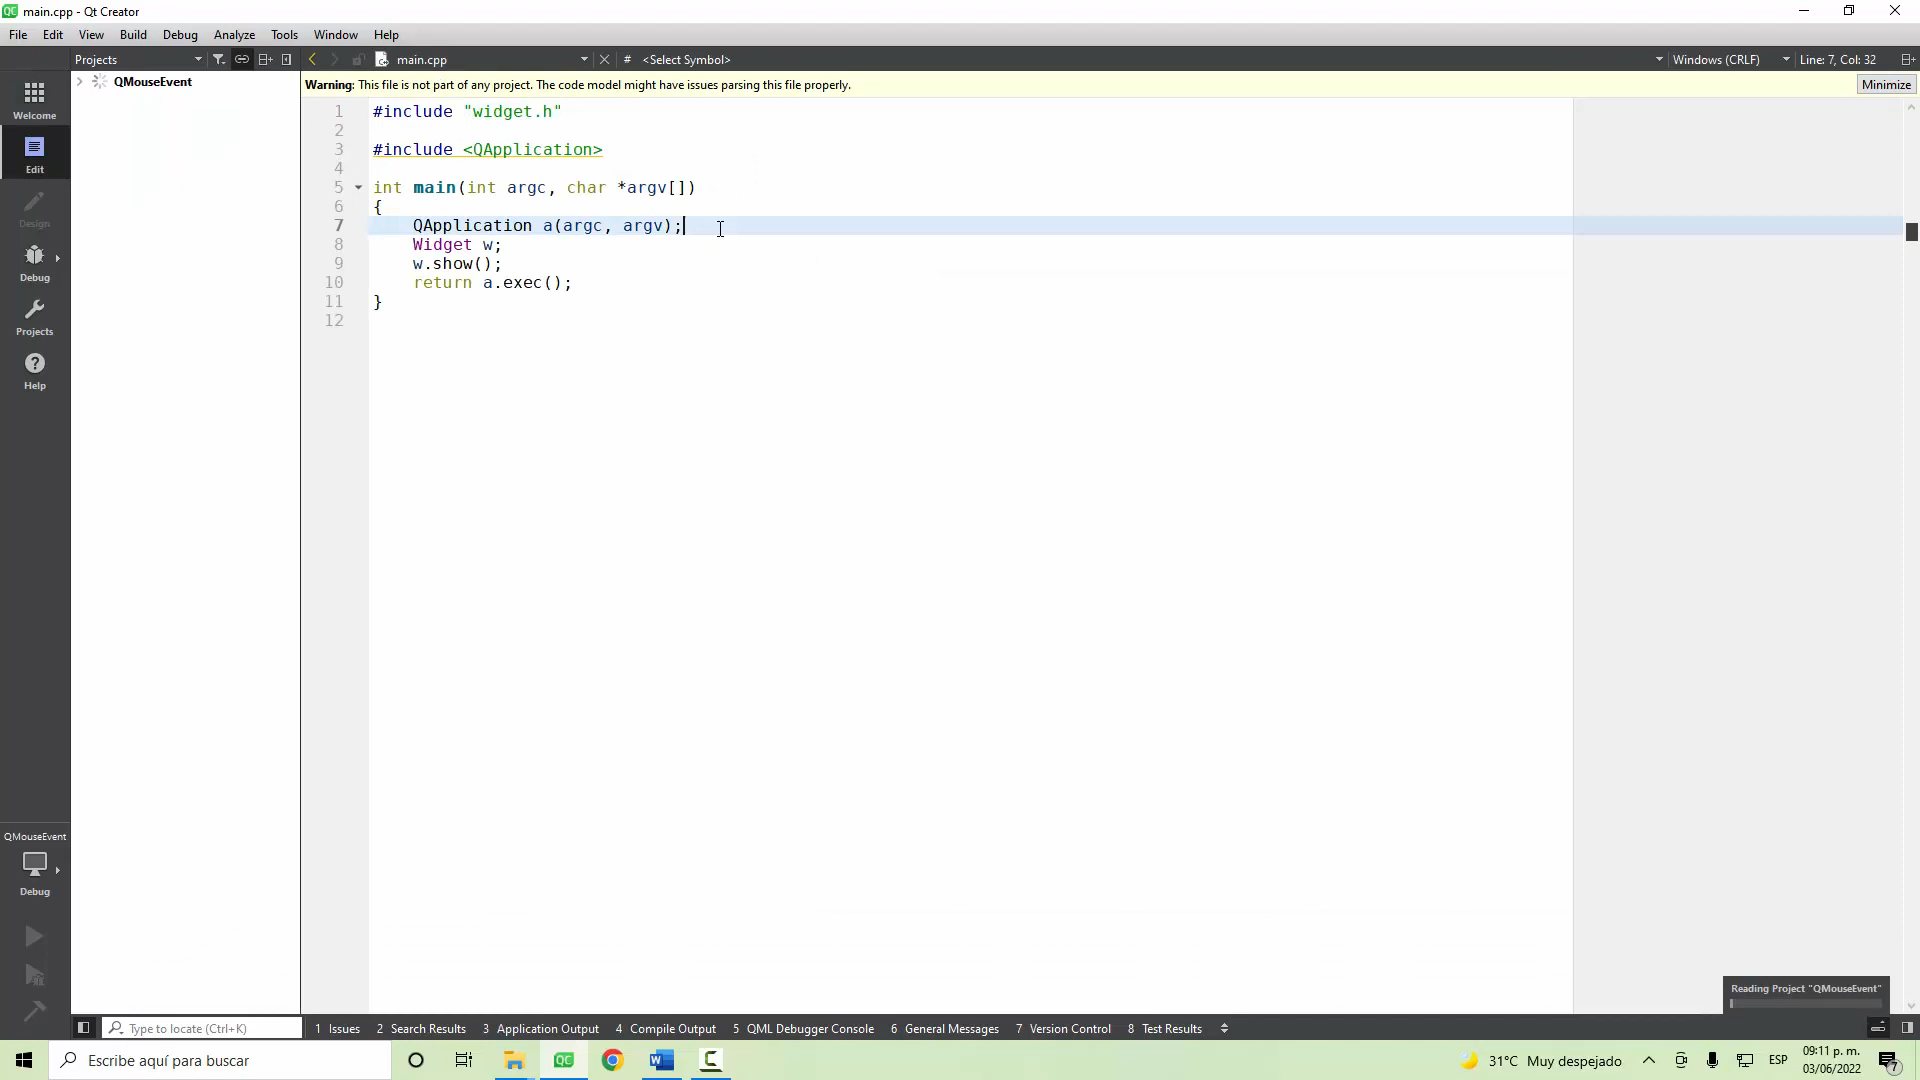 main.cpp - Qt Creator
File Edit View Build Debug Analyze Tools Window Help
Projects
main.cpp
# <Select Symbol>
Windows (CRLF)
Line: 7, Col: 32
QMouseEvent
Warning: This file is not part of any project. The code model might have issues parsing this file properly.
Minimize
Welcome
Edit
Design
Debug
Projects
Help
1 #include "widget.h"
2
3 #include <QApplication>
4
5 int main(int argc, char *argv[])
6 {
7 QApplication a(argc, argv);
8 Widget w;
9 w.show();
10 return a.exec();
11 }
12
QMouseEvent
Debug
Reading Project "QMouseEvent"
Type to locate (Ctrl+K)
1 Issues 2 Search Results 3 Application Output 4 Compile Output 5 QML Debugger Console 6 General Messages 7 Version Control 8 Test Results
Escribe aquí para buscar
31°C Muy despejado
ESP
09:11 p. m.
03/06/2022
7